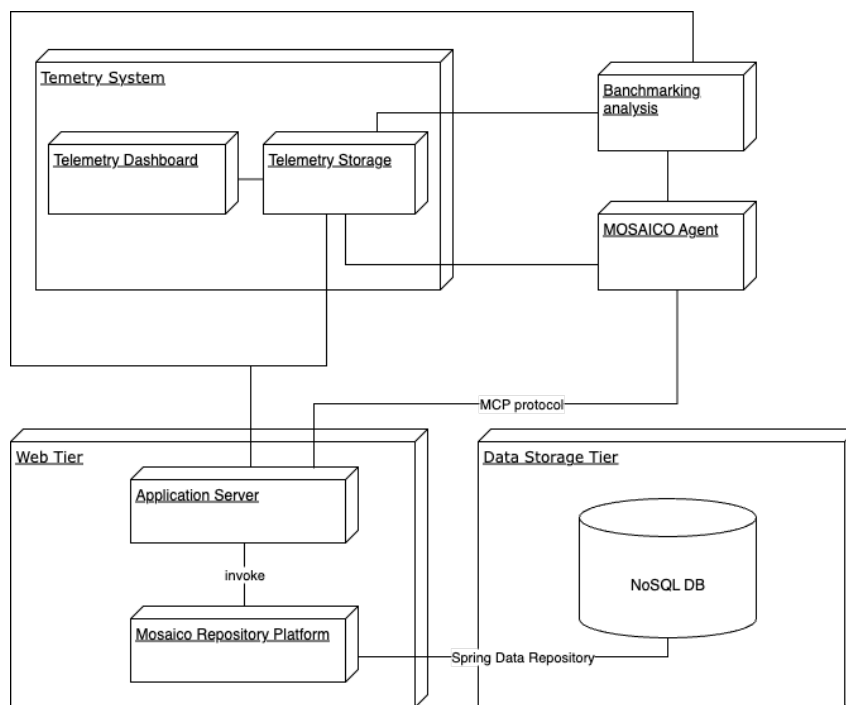 Temetry System
Banchmarking
analysis
Telemetry Dashboard
Telemetry Storage
MOSAICO Agent
MCP protocol
Web Tier
Data Storage Tier
Application Server
NoSQL DB
invoke
Mosaico Repository Platform
Spring Data Repository